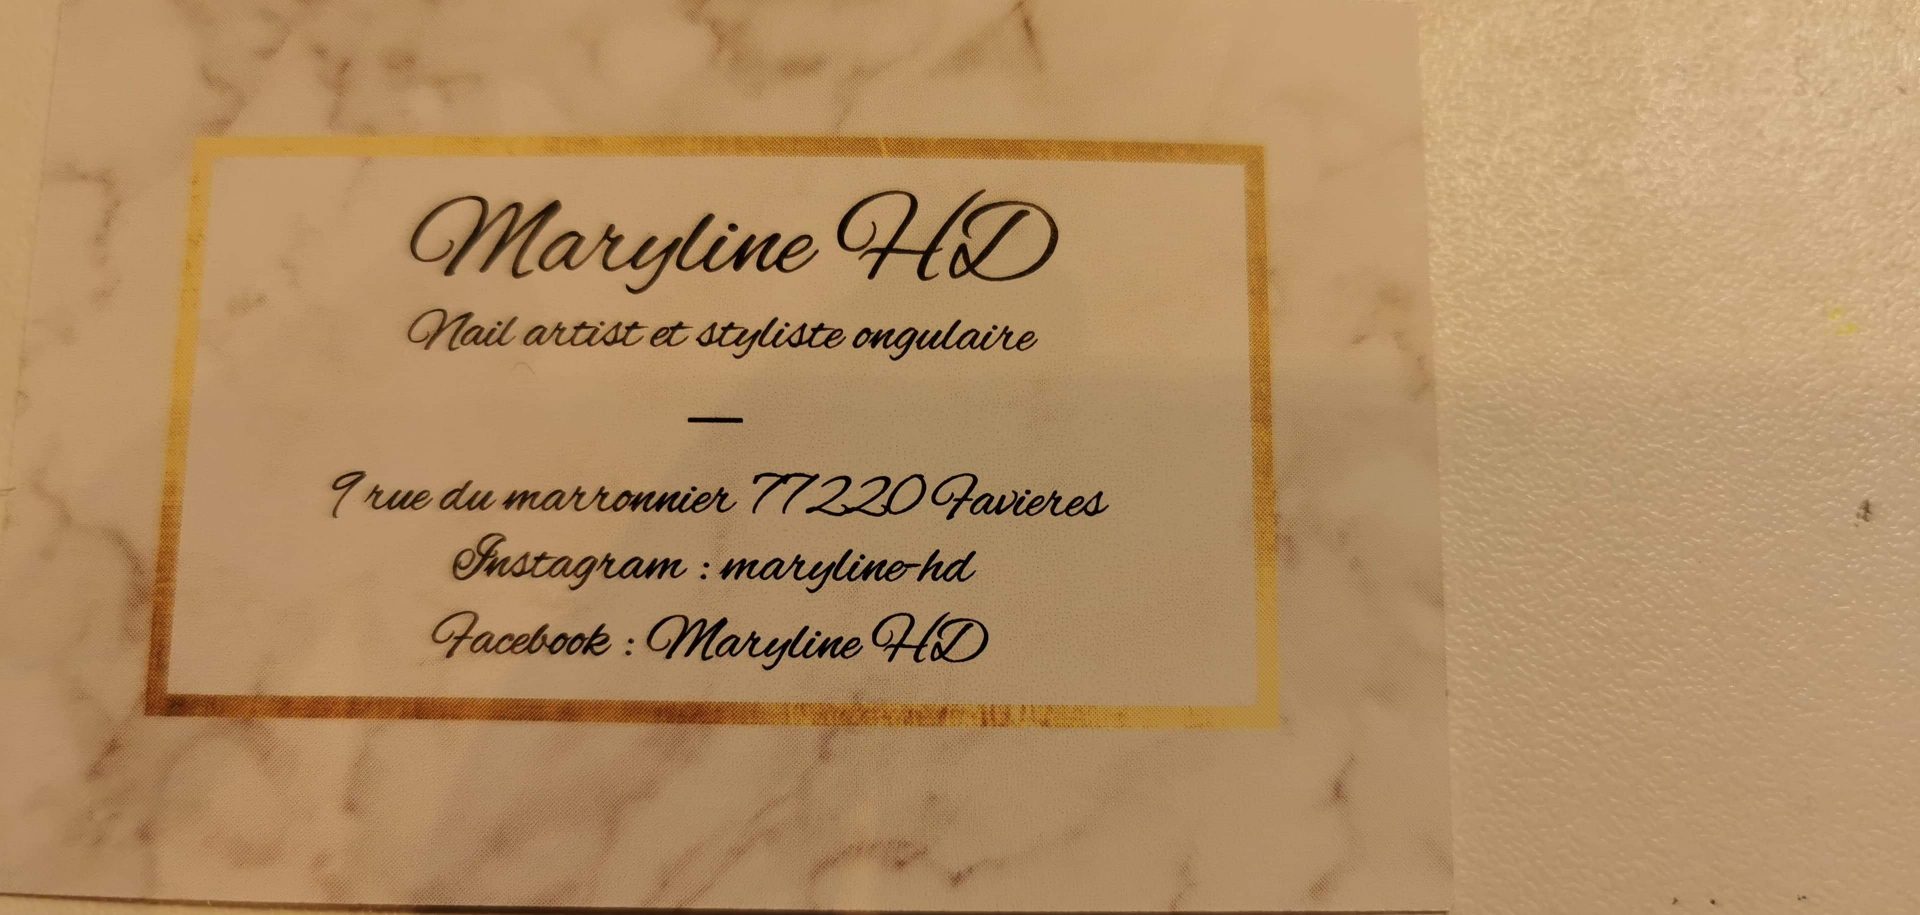 Maryline HD
Nail artist et styliste ongulaire
9 rue du marronnier 77220 Favieres
Instagram : maryline-hd
Facebook : Maryline HD